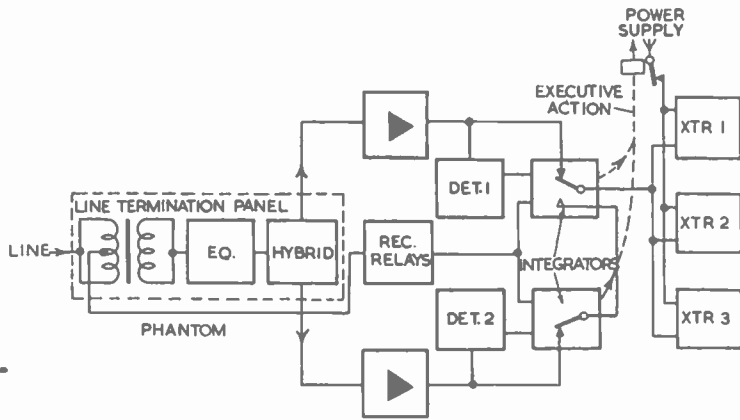 POWER
SUPPLY
EXECUTIVE
ACTION
XTR 1
DET.1
LINE TERMINATION PANEL
LINE
EQ.
HYBRID
REC.
RELAYS
INTEGRATORS
XTR 2
PHANTOM
DET.2
XTR 3